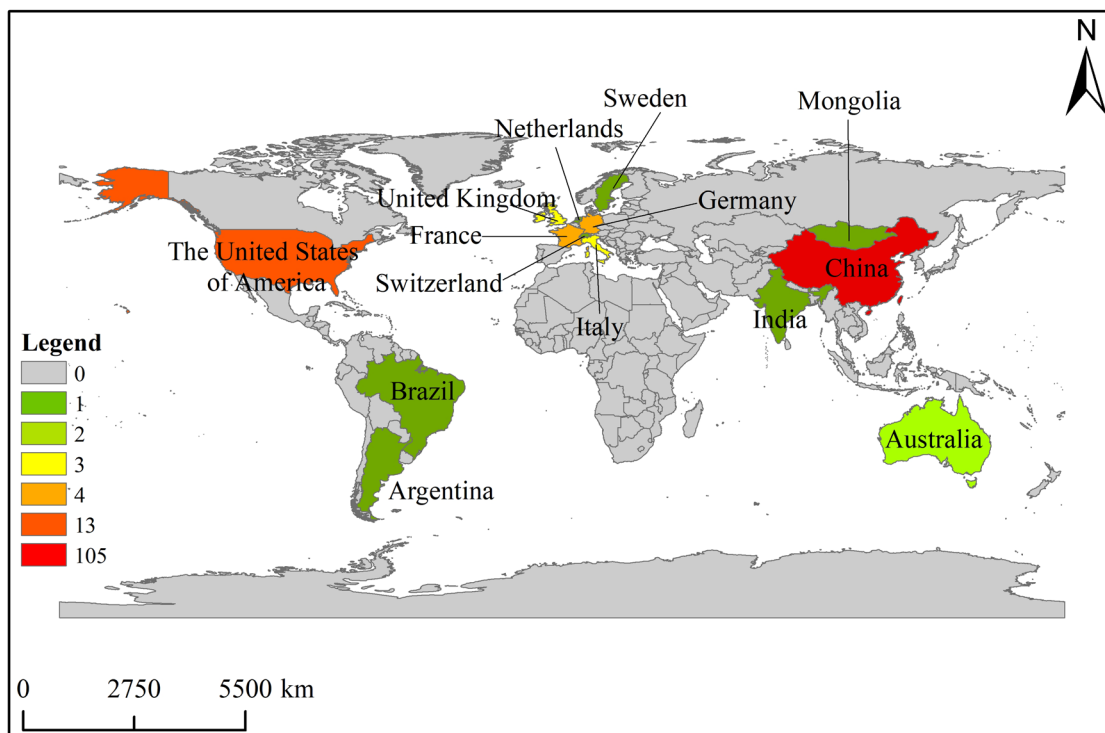 N
Sweden
Mongolia
Netherlands
United Kingdom
Germany
France
The United States
of America
China
Switzerland
India
Italy
Legend
0
1
2
3
4
13
105
Brazil
Australia
Argentina
0 2750 5500 km